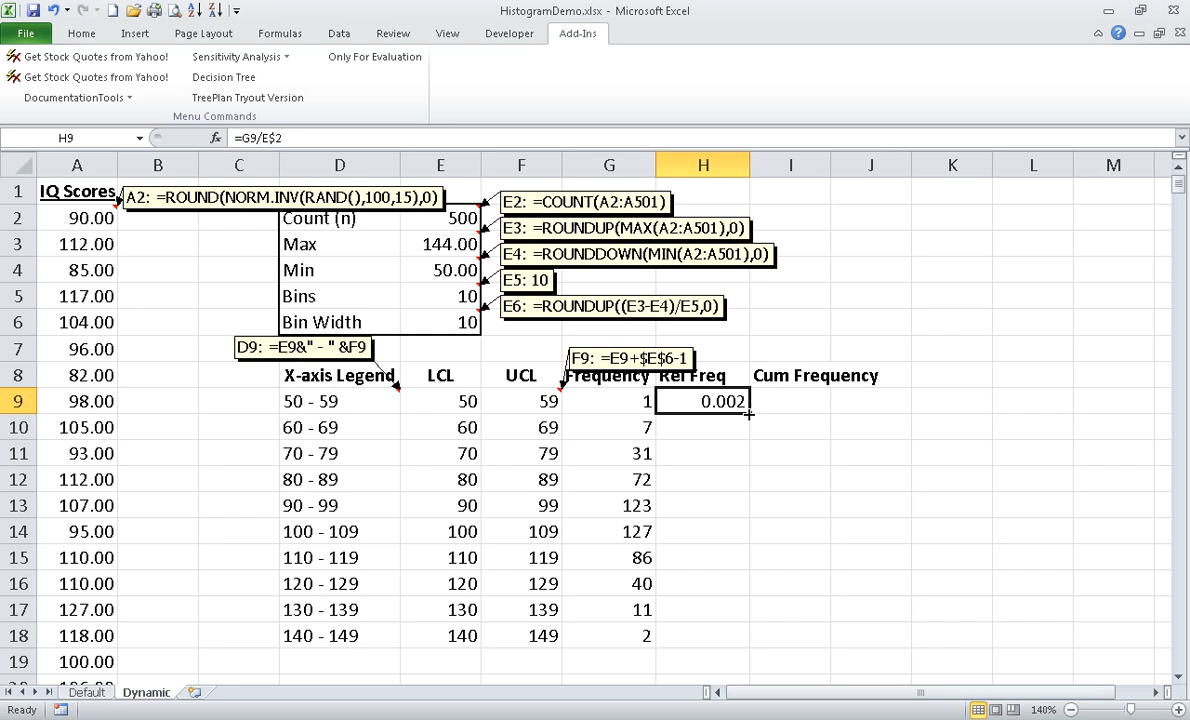 HistogramDemo.xlsx - Microsoft Excel
File Home Insert Page Layout Formulas Data Review View Developer Add-Ins
Get Stock Quotes from Yahoo! Sensitivity Analysis Only For Evaluation
Get Stock Quotes from Yahoo! Decision Tree
DocumentationTools TreePlan Tryout Version
Menu Commands
H9 fx =G9/E$2
A B C D E F G H I J K L M
1 IQ Scores A2: =ROUND(NORM.INV(RAND(),100,15),0) E2: =COUNT(A2:A501)
2 90.00 Count (n) 500
E3: =ROUNDUP(MAX(A2:A501),0)
3 112.00 Max 144.00
E4: =ROUNDDOWN(MIN(A2:A501),0)
4 85.00 Min 50.00
E5: 10
5 117.00 Bins 10
E6: =ROUNDUP((E3-E4)/E5,0)
6 104.00 Bin Width 10
7 96.00 D9: =E9&" - " &F9 F9: =E9+$E$6-1
8 82.00 X-axis Legend LCL UCL Frequency Rel Freq Cum Frequency
9 98.00 50 - 59 50 59 1 0.002
10 105.00 60 - 69 60 69 7
11 93.00 70 - 79 70 79 31
12 112.00 80 - 89 80 89 72
13 107.00 90 - 99 90 99 123
14 95.00 100 - 109 100 109 127
15 110.00 110 - 119 110 119 86
16 110.00 120 - 129 120 129 40
17 127.00 130 - 139 130 139 11
18 118.00 140 - 149 140 149 2
19 100.00
Default Dynamic
Ready 140%